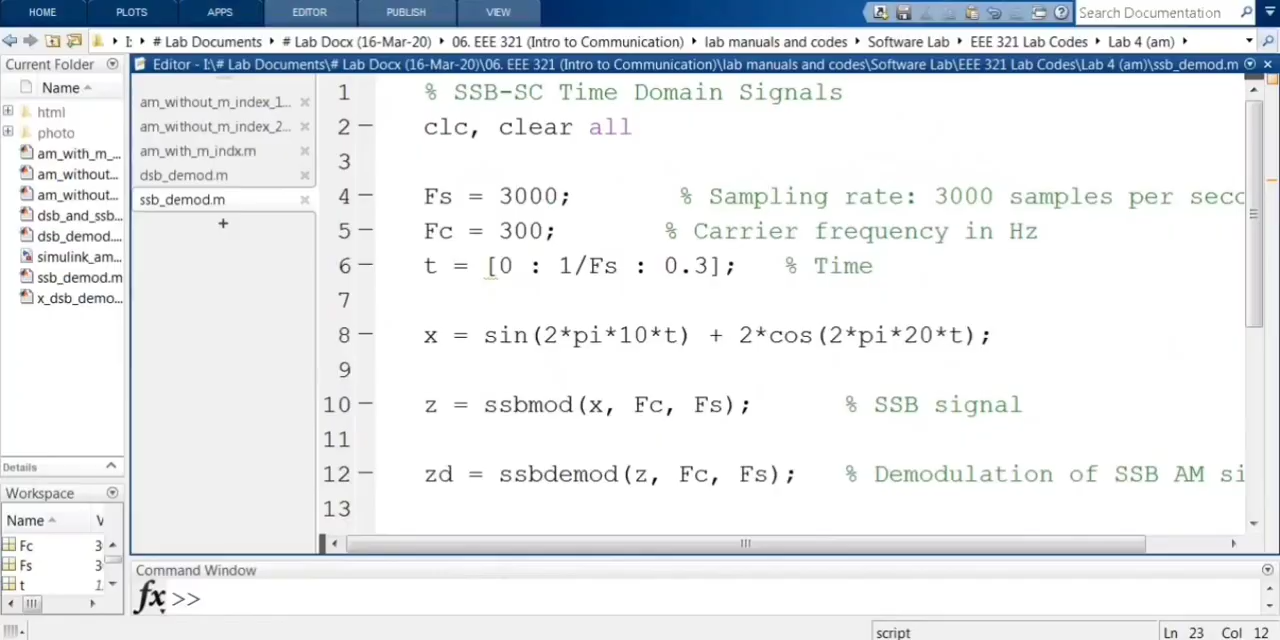 HOME PLOTS APPS EDITOR PUBLISH VIEW
Search Documentation
I: # Lab Documents # Lab Docx (16-Mar-20) 06. EEE 321 (Intro to Communication) lab manuals and codes Software Lab EEE 321 Lab Codes Lab 4 (am)
Current Folder
Editor - I:\# Lab Documents\# Lab Docx (16-Mar-20)\06. EEE 321 (Intro to Communication)\lab manuals and codes\Software Lab\EEE 321 Lab Codes\Lab 4 (am)\ssb_demod.m
Name
html
photo
am_with_m_...
am_without...
am_without...
dsb_and_ssb...
dsb_demod....
simulink_am...
ssb_demod.m
x_dsb_demo...
Details
Workspace
Name V
Fc 3
Fs 3
t 1
am_without_m_index_1...
am_without_m_index_2...
am_with_m_indx.m
dsb_demod.m
ssb_demod.m
+
1 % SSB-SC Time Domain Signals
2 clc, clear all
3
4 Fs = 3000; % Sampling rate: 3000 samples per seco
5 Fc = 300; % Carrier frequency in Hz
6 t = [0 : 1/Fs : 0.3]; % Time
7
8 x = sin(2*pi*10*t) + 2*cos(2*pi*20*t);
9
10 z = ssbmod(x, Fc, Fs); % SSB signal
11
12 zd = ssbdemod(z, Fc, Fs); % Demodulation of SSB AM si
13
Command Window
fx >>
script Ln 23 Col 12